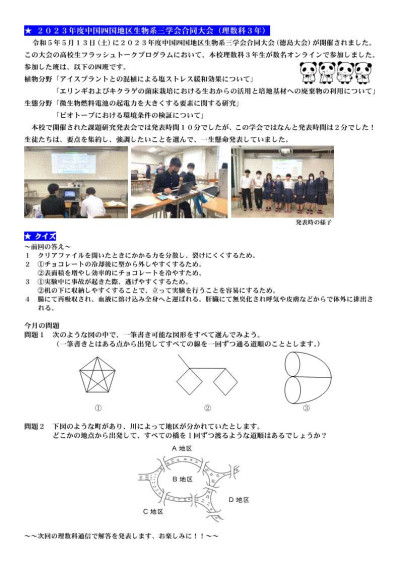 ★ ２０２３年度中国四国地区生物系三学会合同大会（理数科３年）
令和５年５月１３日（土）に２０２３年度中国四国地区生物系三学会合同大会（徳島大会）が開催されました。
この大会の高校生フラッシュトークプログラムにおいて、本校理数科３年生が数名オンラインで参加しました。
参加した班は、以下の四班です。
植物分野「アイスプラントとの混植による塩ストレス緩和効果について」
「エリンギおよびキクラゲの菌床栽培における生おからの活用と培地基材への廃棄物の利用について」
生態分野「微生物燃料電池の起電力を大きくする要素に関する研究」
「ビオトープにおける環境条件の検証について」
本校で開催された課題研究発表会では発表時間１０分でしたが、この学会ではなんと発表時間は２分でした！
生徒たちは、要点を集約し、強調したいことを選んで、一生懸命発表していました。
発表時の様子
★ クイズ
～前回の答え～
１ クリアファイルを開いたときにかかる力を分散し、裂けにくくするため。
２ ①チョコレートの冷却後に型から外しやすくするため。
②表面積を増やし効率的にチョコレートを冷やすため。
３ ①実験中に事故が起きた際、逃げやすくするため。
②机の下に収納しやすくすることで、立って実験を行うことを容易にするため。
４ 腸にて再吸収され、血液に溶け込み全身へと運ばれる。肝臓にて無臭化され呼気や皮膚などから体外に排出さ
れる。
今月の問題
問題１ 次のような図の中で、一筆書き可能な図形をすべて選んでみよう。
（一筆書きとはある点から出発してすべての線を一回ずつ通る道順のこととします。）
① ② ③
問題２ 下図のような町があり、川によって地区が分かれていたとします。
どこかの地点から出発して、すべての橋を１回ずつ渡るような道順はあるでしょうか？
A 地区
B 地区
C 地区
D 地区
～～次回の理数科通信で解答を発表します、お楽しみに！！～～